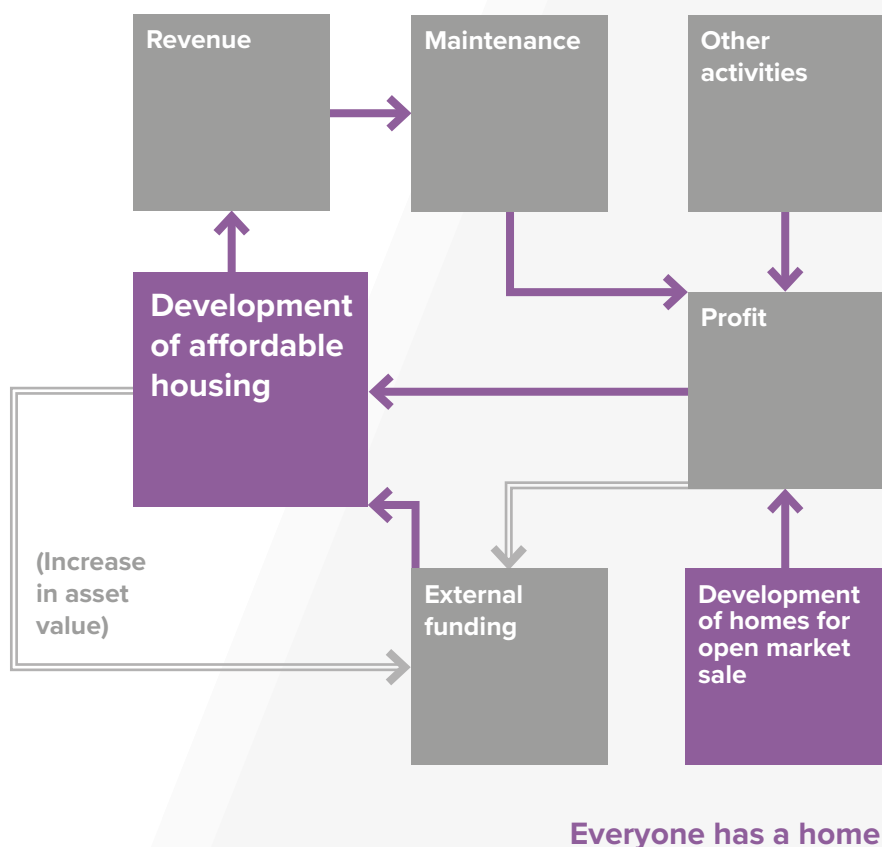 Revenue
Maintenance
Other
activities
Development
of affordable
housing
Profit
(Increase
in asset
value)
External
funding
Development
of homes for
open market
sale
Everyone has a home